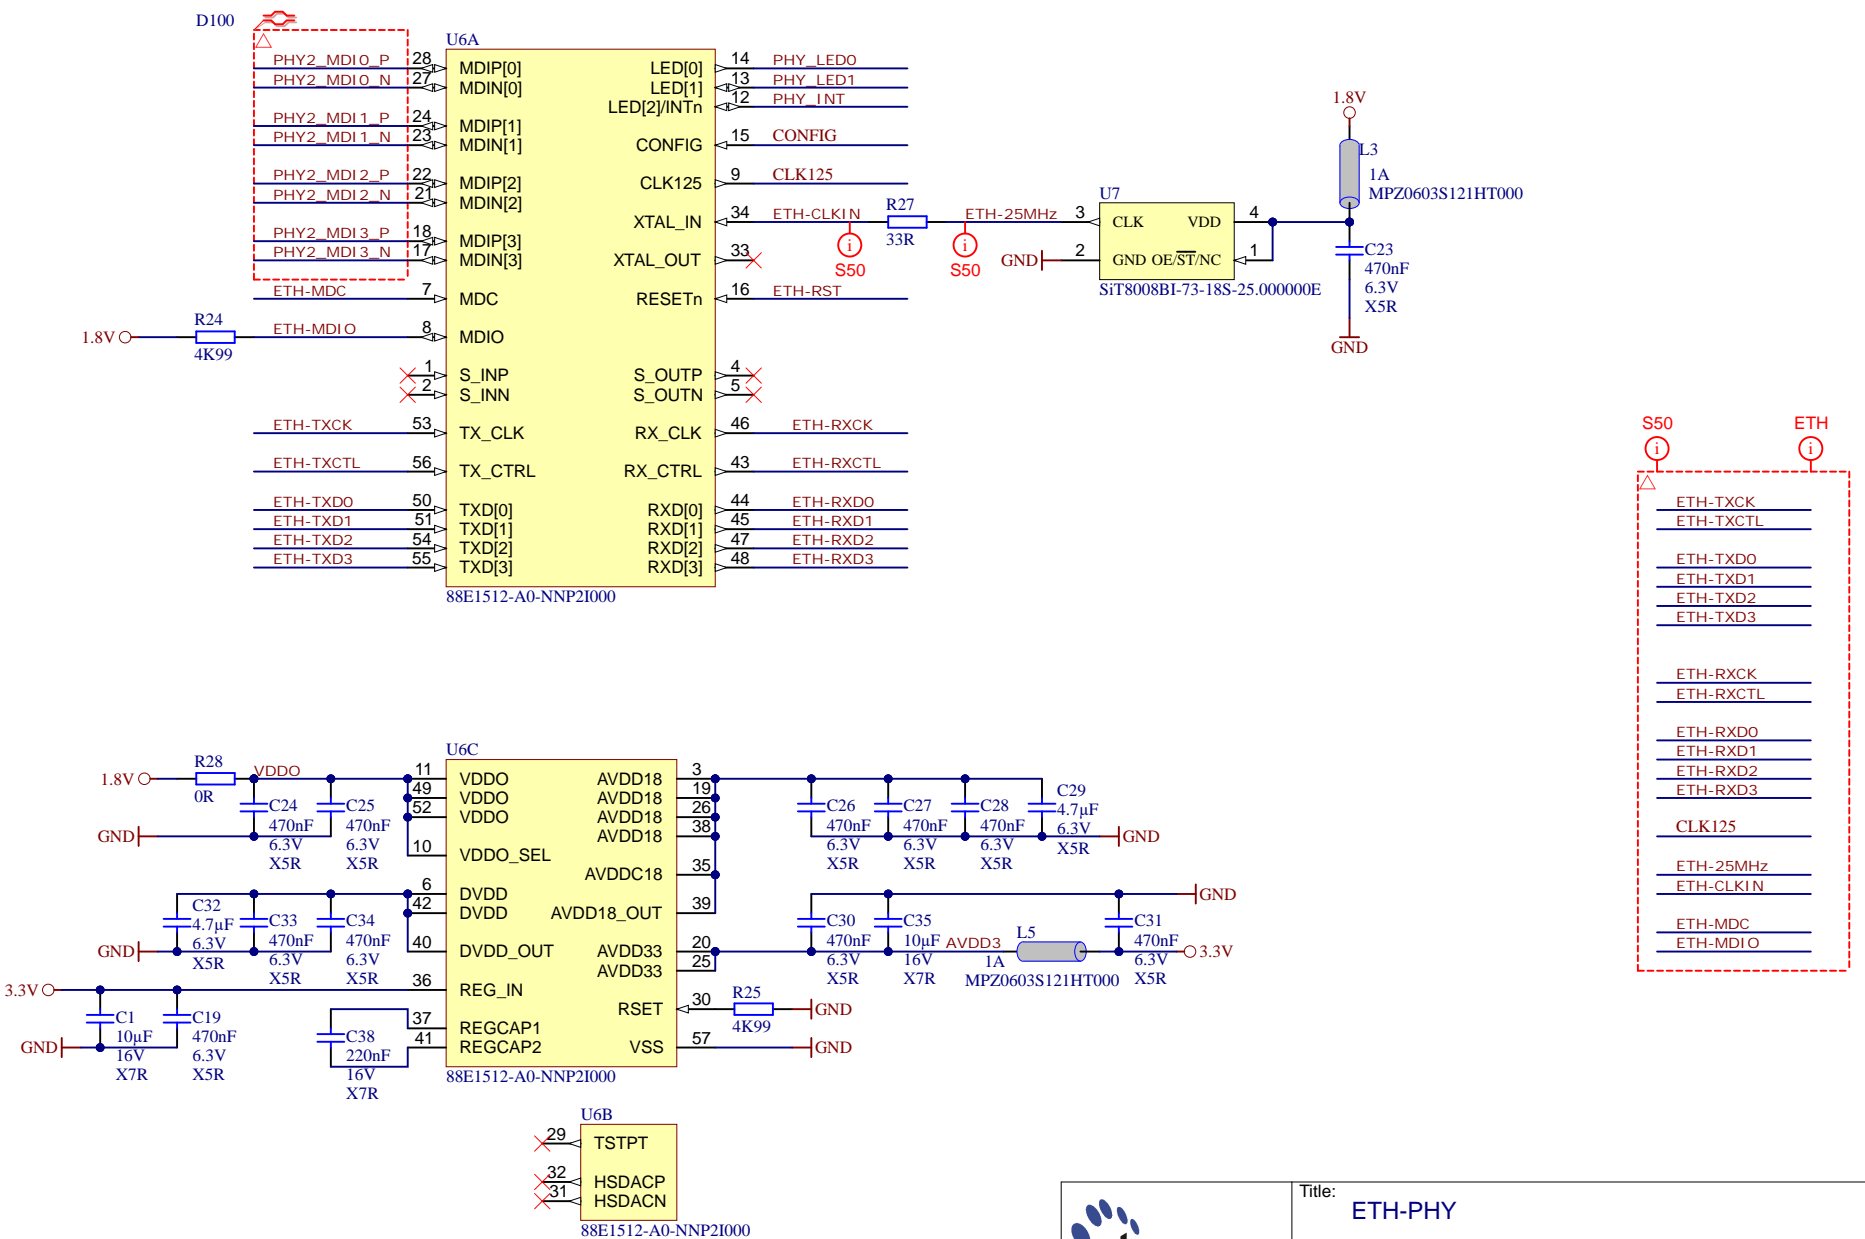 D100
U6A
PHY2_MDI0_P 28 MDIP[0]
PHY2_MDI0_N 27 MDIN[0]
PHY2_MDI1_P 24 MDIP[1]
PHY2_MDI1_N 23 MDIN[1]
PHY2_MDI2_P 22 MDIP[2]
PHY2_MDI2_N 21 MDIN[2]
PHY2_MDI3_P 18 MDIP[3]
PHY2_MDI3_N 17 MDIN[3]
ETH-MDC 7 MDC
1.8V R24 4K99 ETH-MDIO 8 MDIO
1 S_INP
2 S_INN
ETH-TXCK 53 TX_CLK
ETH-TXCTL 56 TX_CTRL
ETH-TXD0 50 TXD[0]
ETH-TXD1 51 TXD[1]
ETH-TXD2 54 TXD[2]
ETH-TXD3 55 TXD[3]
LED[0] 14 PHY_LED0
LED[1] 13 PHY_LED1
LED[2]/INTn 12 PHY_INT
CONFIG 15 CONFIG
CLK125 9 CLK125
XTAL_IN 34 ETH-CLKIN R27 33R ETH-25MHz
i S50
i S50
XTAL_OUT 33
RESETn 16 ETH-RST
S_OUTP 4
S_OUTN 5
RX_CLK 46 ETH-RXCK
RX_CTRL 43 ETH-RXCTL
RXD[0] 44 ETH-RXD0
RXD[1] 45 ETH-RXD1
RXD[2] 47 ETH-RXD2
RXD[3] 48 ETH-RXD3
88E1512-A0-NNP2I000
U7
3 CLK VDD 4
GND 2 GND OE/ST/NC 1
SiT8008BI-73-18S-25.000000E
1.8V
L3
1A
MPZ0603S121HT000
C23
470nF
6.3V
X5R
GND
S50 ETH
i i
ETH-TXCK
ETH-TXCTL
ETH-TXD0
ETH-TXD1
ETH-TXD2
ETH-TXD3
ETH-RXCK
ETH-RXCTL
ETH-RXD0
ETH-RXD1
ETH-RXD2
ETH-RXD3
CLK125
ETH-25MHz
ETH-CLKIN
ETH-MDC
ETH-MDIO
U6C
1.8V R28 0R VDDO 11 VDDO
49 VDDO
52 VDDO
10 VDDO_SEL
C24
470nF
6.3V
X5R
C25
470nF
6.3V
X5R
GND
6 DVDD
42 DVDD
40 DVDD_OUT
C32
4.7µF
6.3V
X5R
C33
470nF
6.3V
X5R
C34
470nF
6.3V
X5R
GND
3.3V 36 REG_IN
C1
10µF
16V
X7R
C19
470nF
6.3V
X5R
GND
37 REGCAP1
41 REGCAP2
C38
220nF
16V
X7R
AVDD18 3
AVDD18 19
AVDD18 26
AVDD18 38
AVDDC18 35
AVDD18_OUT 39
AVDD33 20
AVDD33 25
RSET 30 R25 4K99 GND
VSS 57 GND
88E1512-A0-NNP2I000
C26
470nF
6.3V
X5R
C27
470nF
6.3V
X5R
C28
470nF
6.3V
X5R
C29
4.7µF
6.3V
X5R
GND
GND
C30
470nF
6.3V
X5R
C35
10µF
16V
X7R
AVDD3
L5
1A
MPZ0603S121HT000
C31
470nF
6.3V
X5R
3.3V
U6B
29 TSTPT
32 HSDACP
31 HSDACN
88E1512-A0-NNP2I000
Title:
ETH-PHY